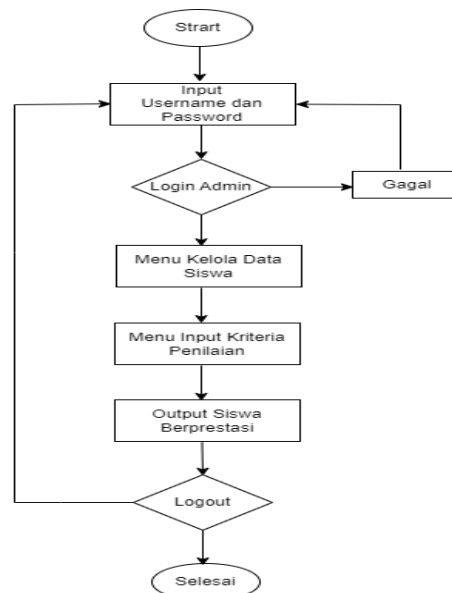 Strart
Input
Username dan
Password
Login Admin
Gagal
Menu Kelola Data
Siswa
Menu Input Kriteria
Penilaian
Output Siswa
Berprestasi
Logout
Selesai